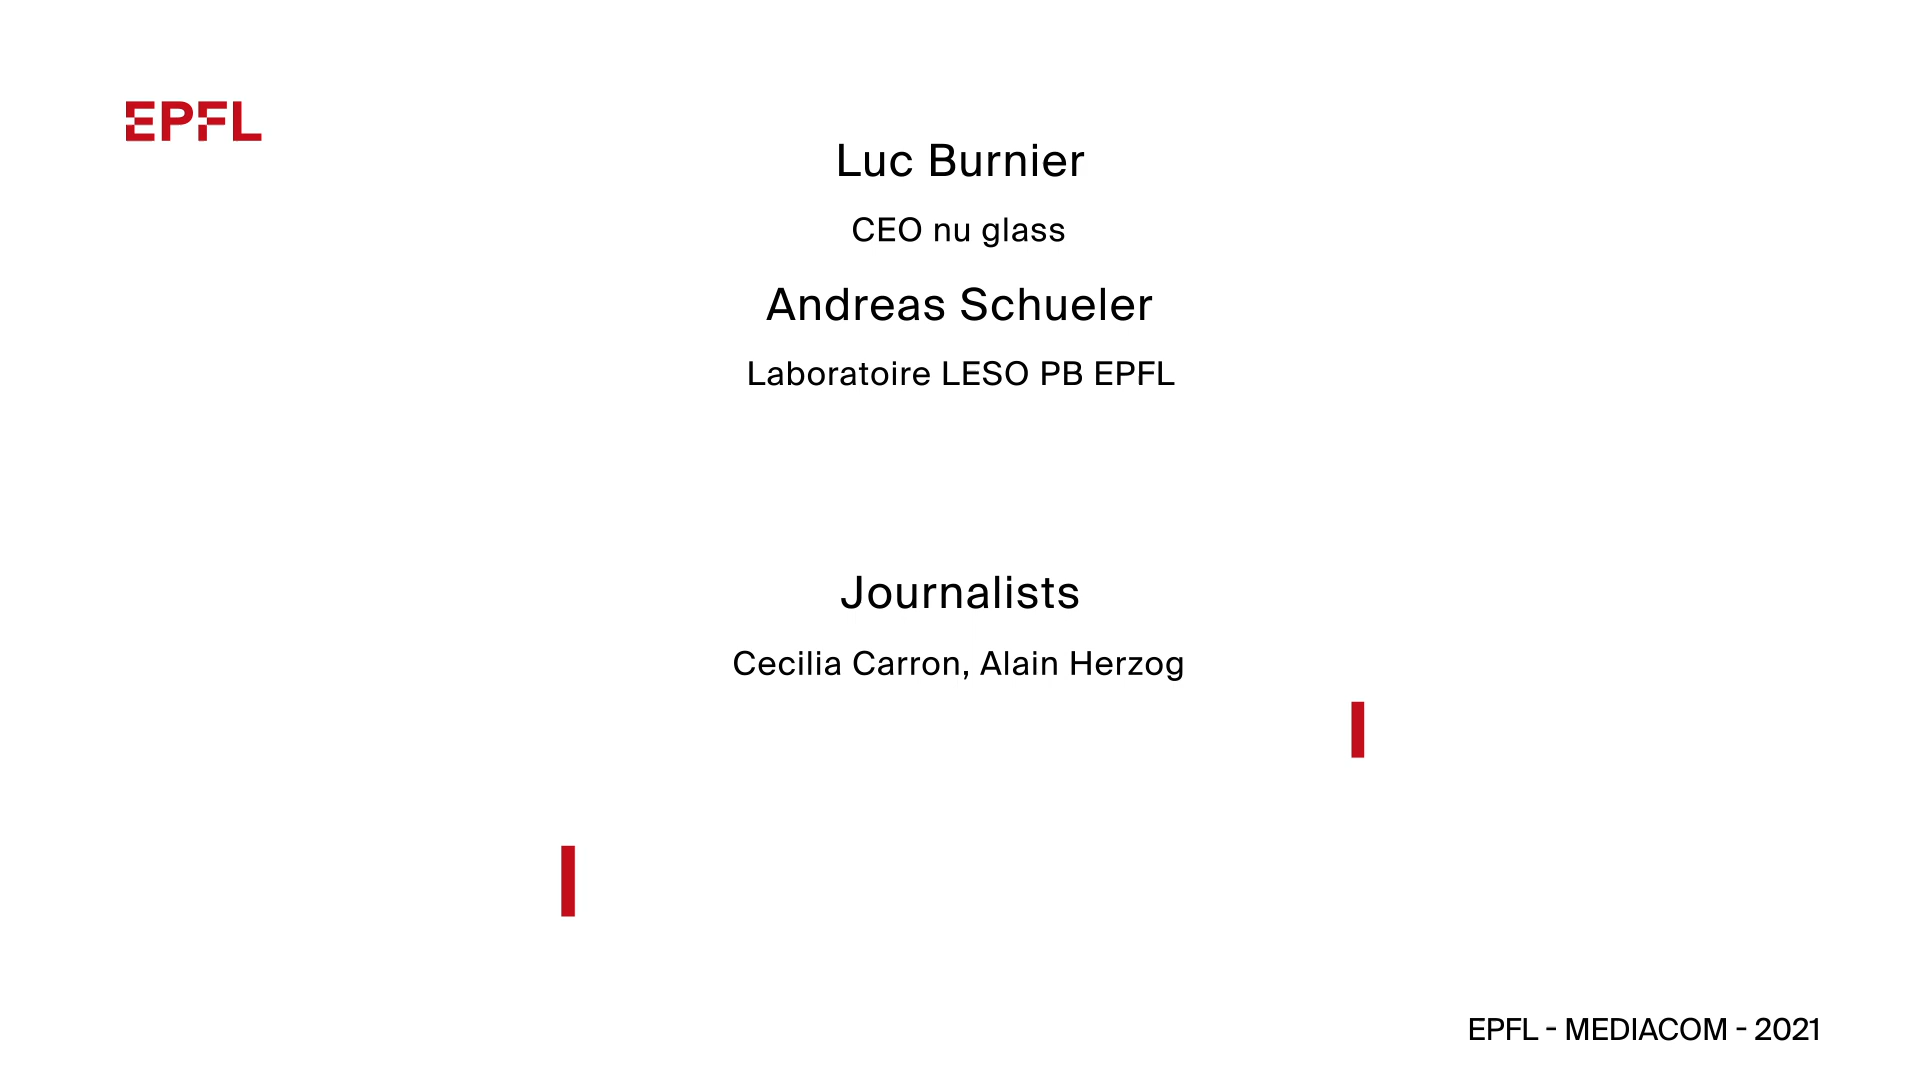 EPFL
Luc Burnier
CEO nu glass
Andreas Schueler
Laboratoire LESO PB EPFL
Journalists
Cecilia Carron, Alain Herzog
EPFL - MEDIACOM - 2021